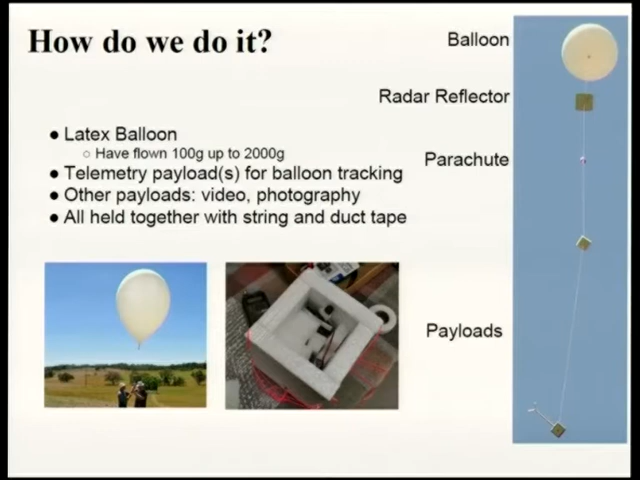 How do we do it?
Balloon
Radar Reflector
● Latex Balloon
○ Have flown 100g up to 2000g
Parachute
● Telemetry payload(s) for balloon tracking
● Other payloads: video, photography
● All held together with string and duct tape
Payloads